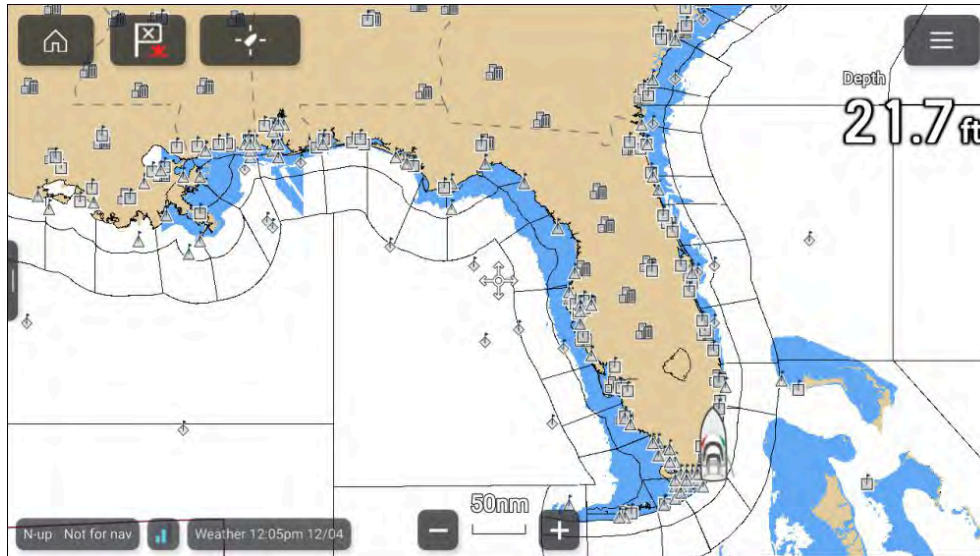 Depth
21.7 ft
50nm
N-up Not for nav
Weather 12:05pm 12/04